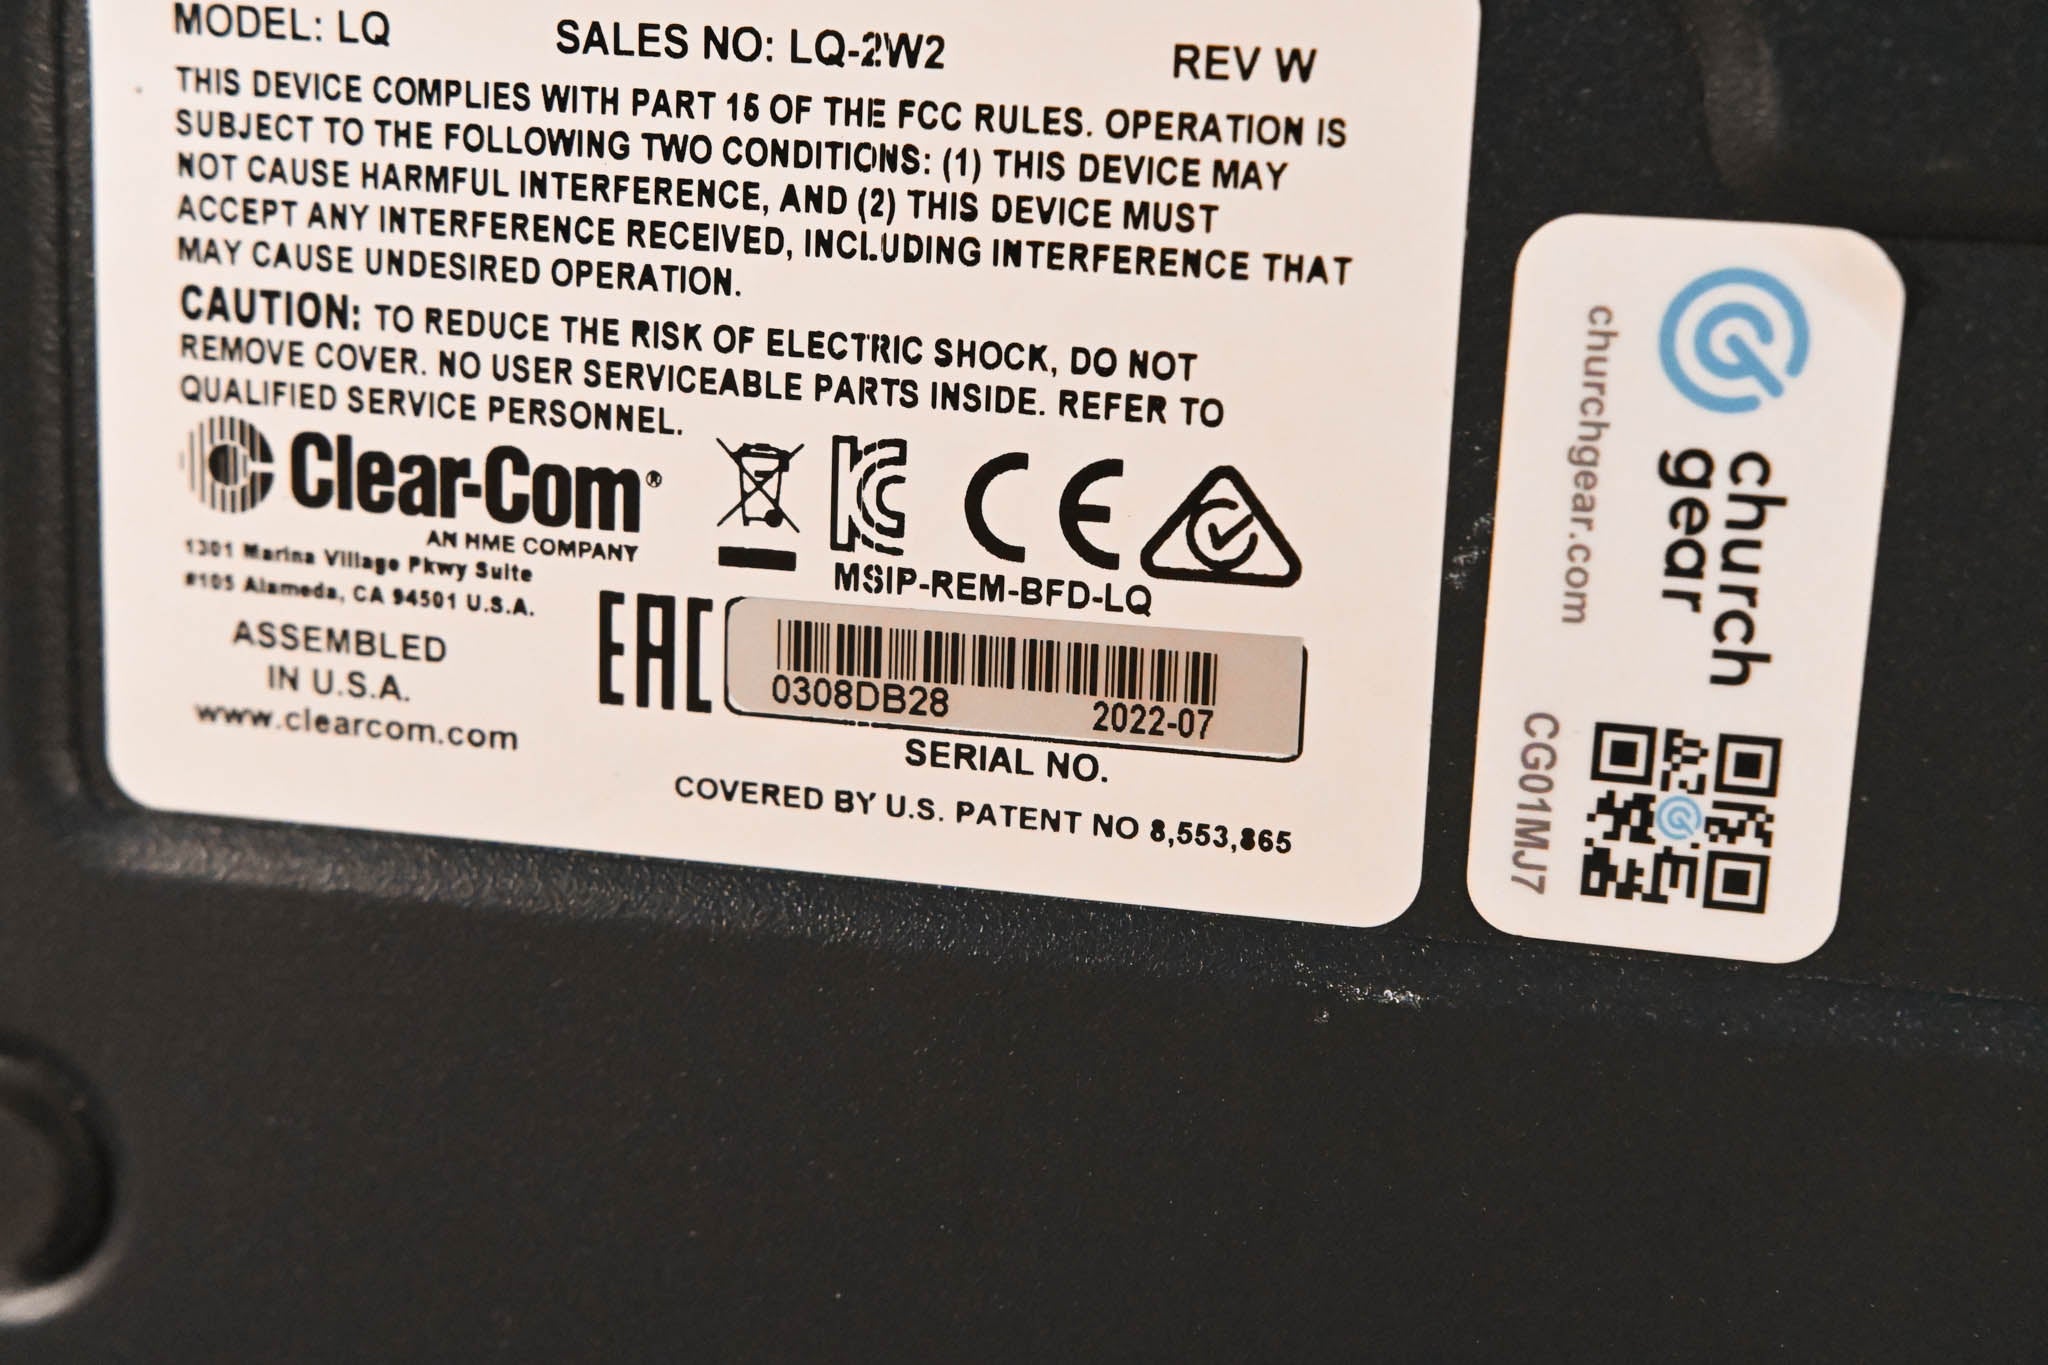 MODEL: LQ
SALES NO: LQ-2W2
REV W
THIS DEVICE COMPLIES WITH PART 15 OF THE FCC RULES. OPERATION IS
SUBJECT TO THE FOLLOWING TWO CONDITIONS: (1) THIS DEVICE MAY
NOT CAUSE HARMFUL INTERFERENCE, AND (2) THIS DEVICE MUST
ACCEPT ANY INTERFERENCE RECEIVED, INCLUDING INTERFERENCE THAT
MAY CAUSE UNDESIRED OPERATION.
CAUTION: TO REDUCE THE RISK OF ELECTRIC SHOCK, DO NOT
REMOVE COVER. NO USER SERVICEABLE PARTS INSIDE. REFER TO
QUALIFIED SERVICE PERSONNEL.
Clear-Com®
AN HME COMPANY
1301 Marina Village Pkwy Suite
#105 Alameda, CA 94501 U.S.A.
ASSEMBLED
IN U.S.A.
www.clearcom.com
KC
CE
MSIP-REM-BFD-LQ
EAC
0308DB28
2022-07
SERIAL NO.
COVERED BY U.S. PATENT NO 8,553,865
church
gear
churchgear.com
CG01MJ7